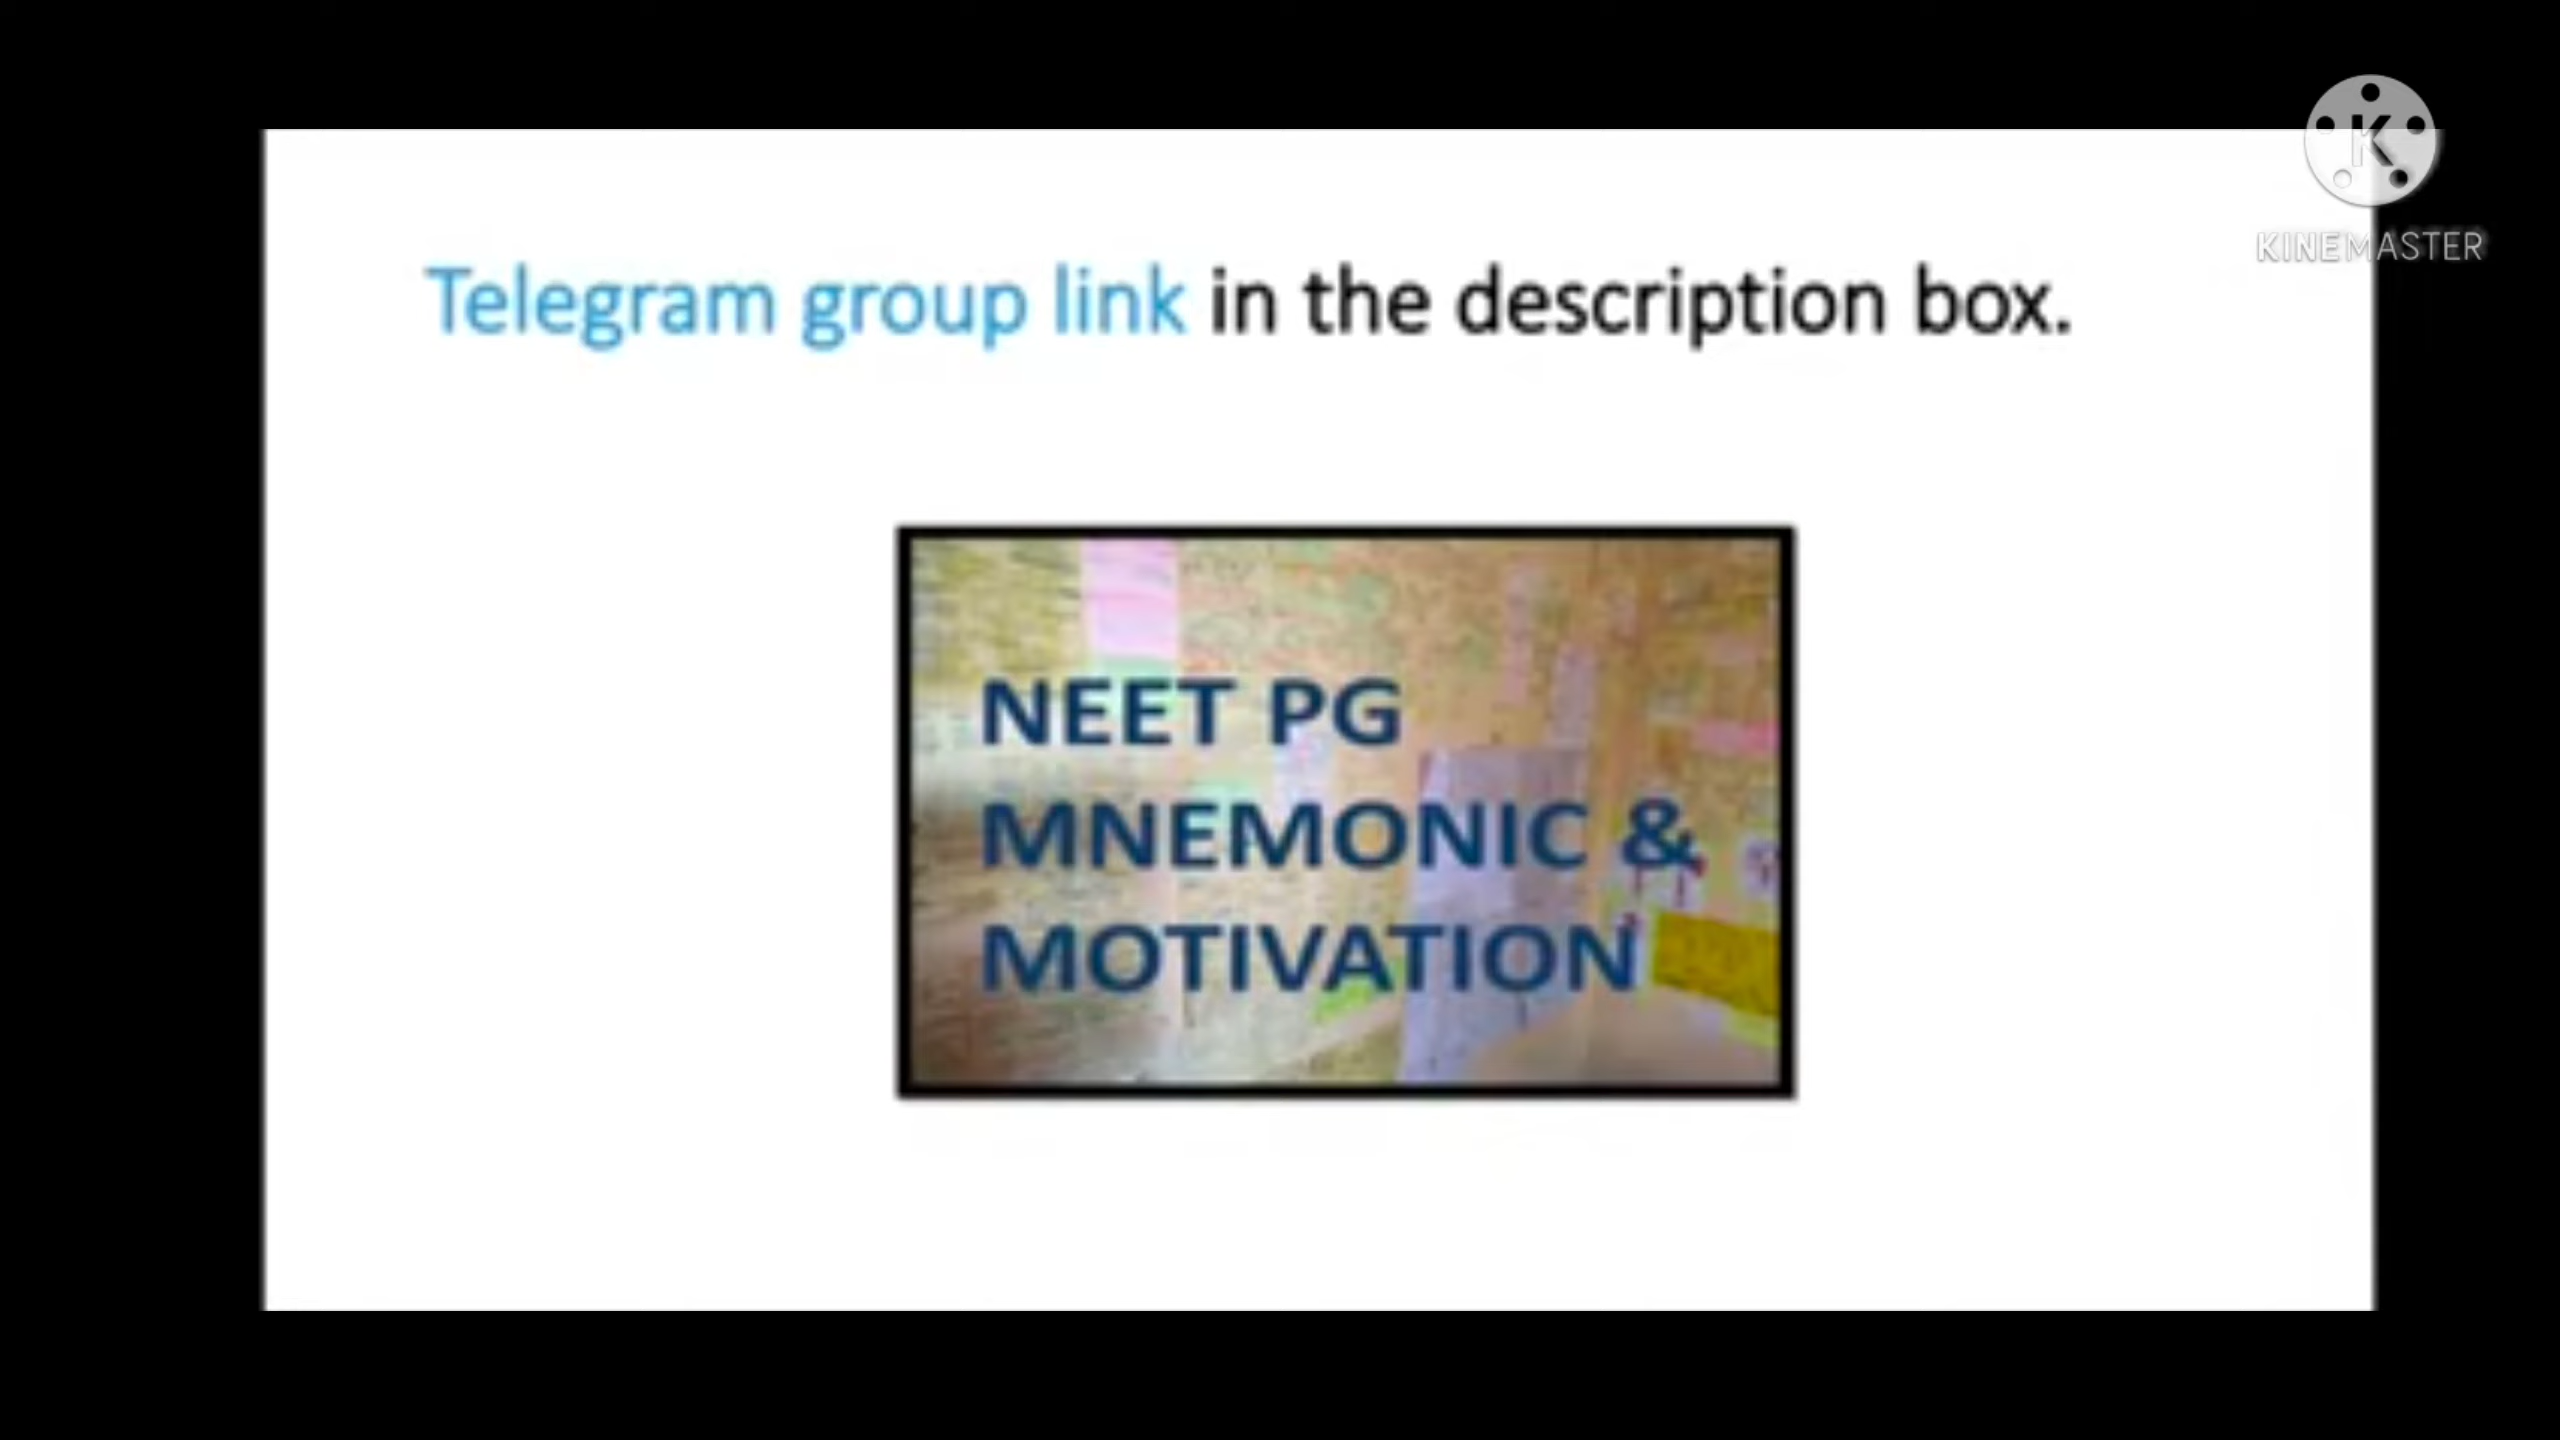 K
KINEMASTER
Telegram group link in the description box.
NEET PG
MNEMONIC &
MOTIVATION